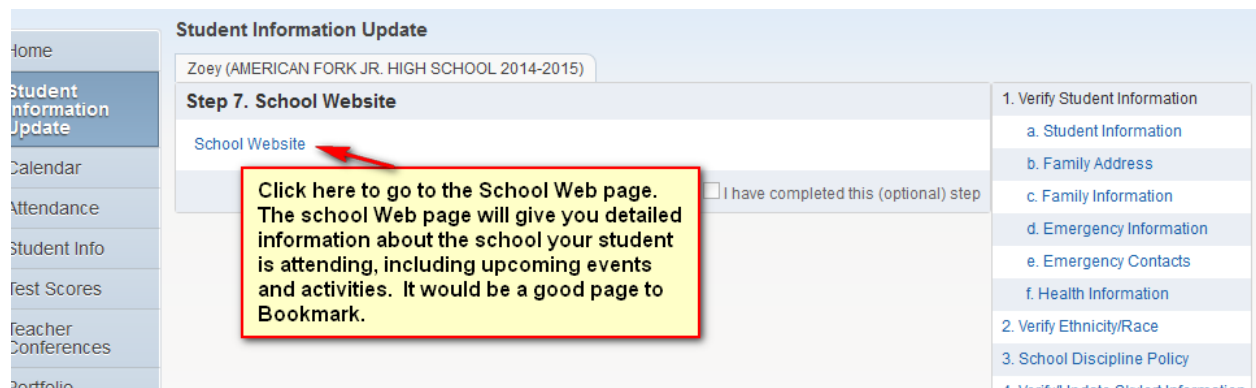 Student Information Update
Home
Student
Information
Update
Calendar
Attendance
Student Info
Test Scores
Teacher
Conferences
Portfolio
Zoey (AMERICAN FORK JR. HIGH SCHOOL 2014-2015)
Step 7. School Website
School Website
Click here to go to the School Web page.
The school Web page will give you detailed
information about the school your student
is attending, including upcoming events
and activities.  It would be a good page to
Bookmark.
I have completed this (optional) step
1. Verify Student Information
a. Student Information
b. Family Address
c. Family Information
d. Emergency Information
e. Emergency Contacts
f. Health Information
2. Verify Ethnicity/Race
3. School Discipline Policy